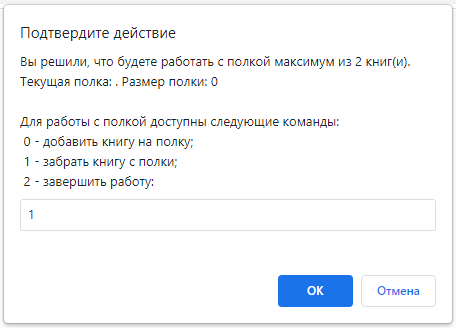 Подтвердите действие
Вы решили, что будете работать с полкой максимум из 2 книг(и).
Текущая полка: . Размер полки: 0
Для работы с полкой доступны следующие команды:
0 - добавить книгу на полку;
1 - забрать книгу с полки;
2 - завершить работу:
1
ОК
Отмена